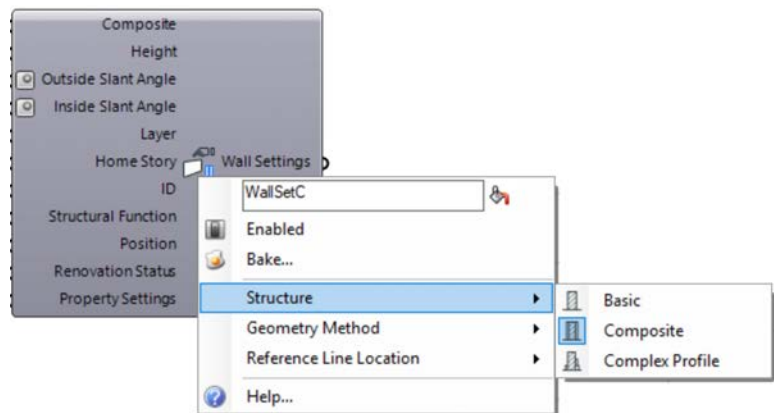 Composite
Height
Outside Slant Angle
Inside Slant Angle
Layer
Home Story
Wall Settings
ID
Structural Function
Position
Renovation Status
Property Settings
WallSetC
Enabled
Bake...
Structure
Geometry Method
Reference Line Location
Help...
Basic
Composite
Complex Profile